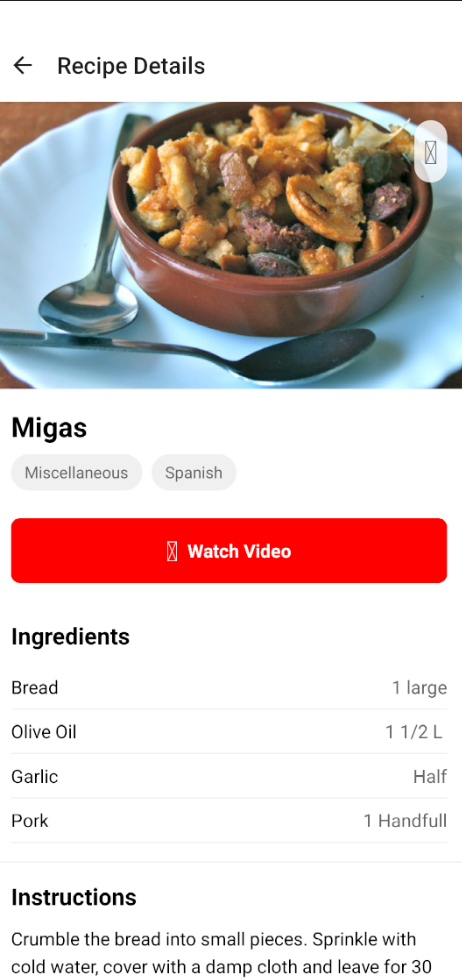 Recipe Details
Migas
Miscellaneous Spanish
Watch Video
Ingredients
Bread 1 large
Olive Oil 1 1/2 L
Garlic Half
Pork 1 Handfull
Instructions
Crumble the bread into small pieces. Sprinkle with
cold water, cover with a damp cloth and leave for 30